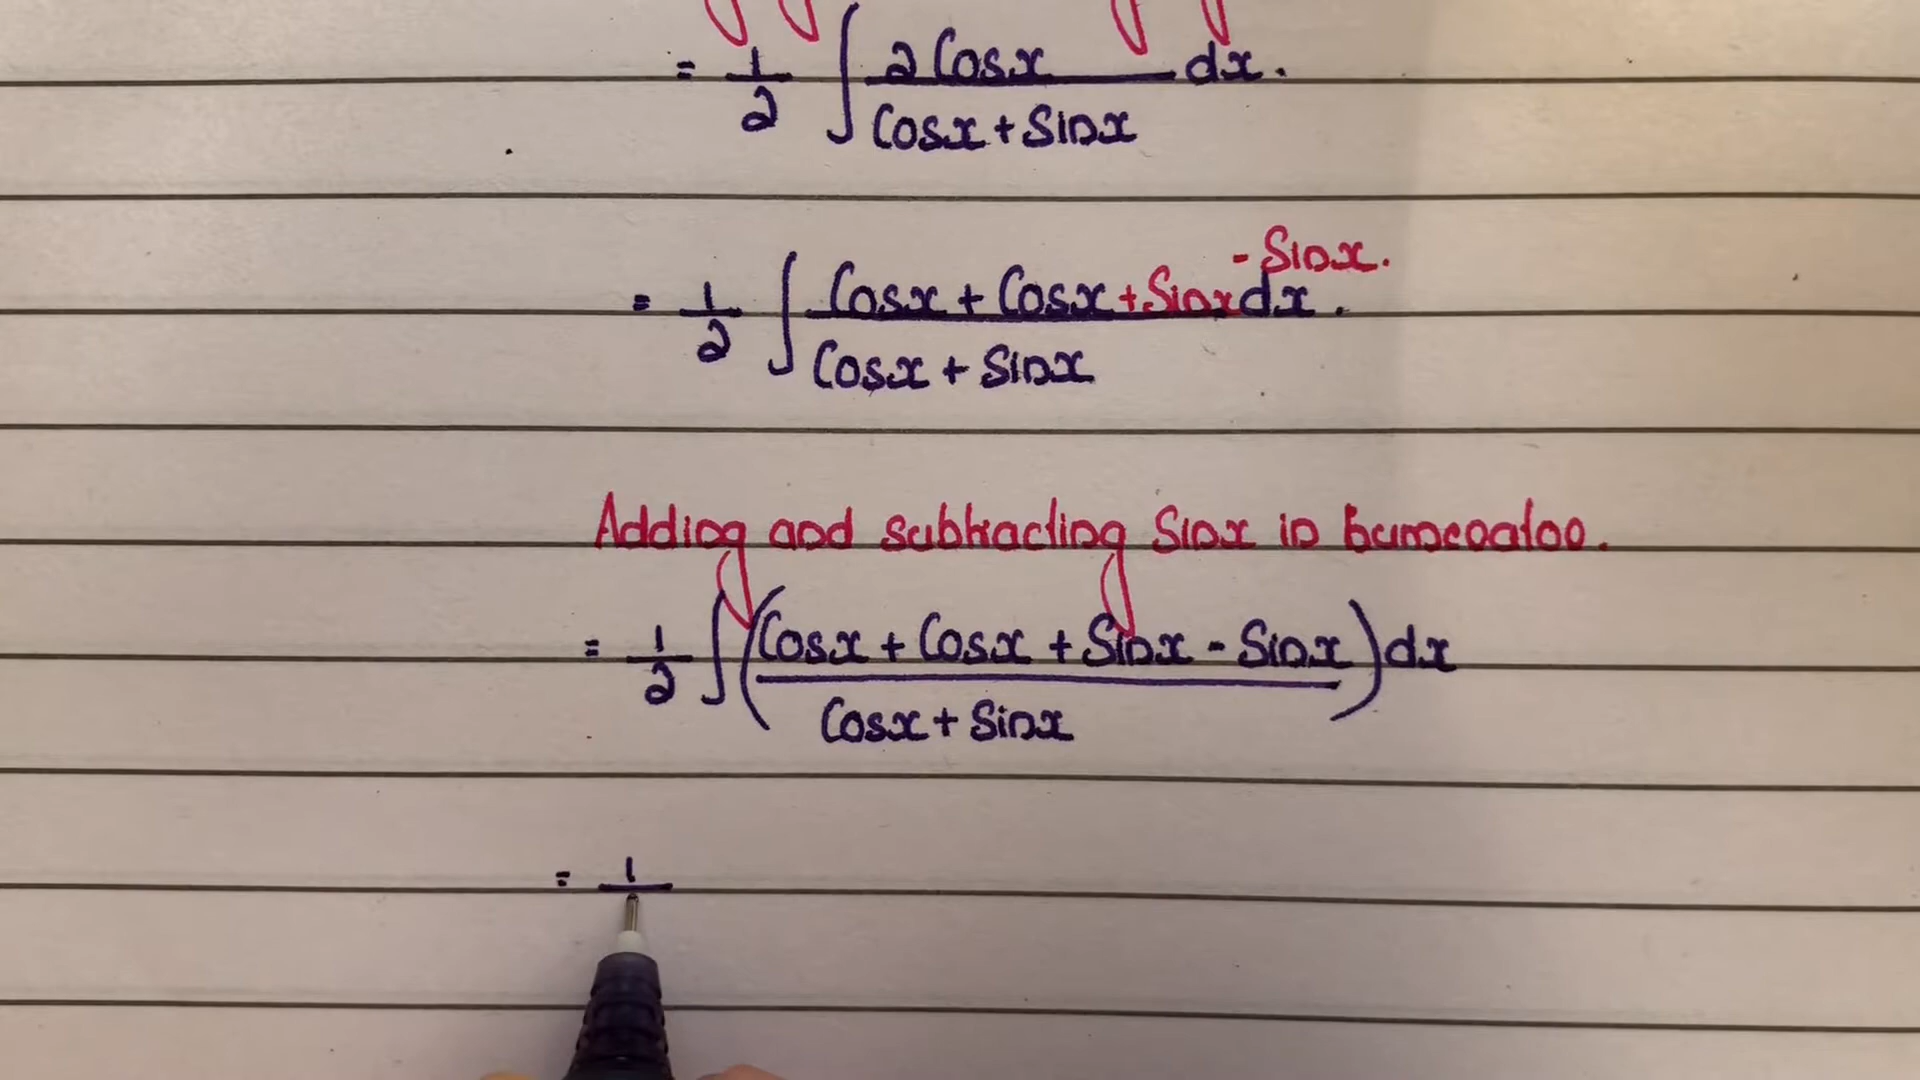 = 1/2 ∫ 2 Cosx / Cosx + Sinx dx.
= 1/2 ∫ Cosx + Cosx + Sinx - Sinx. / Cosx + Sinx dx.
Adding and subtracting Sinx in numerator.
= 1/2 ∫ (Cosx + Cosx + Sinx - Sinx / Cosx + Sinx) dx
= 1